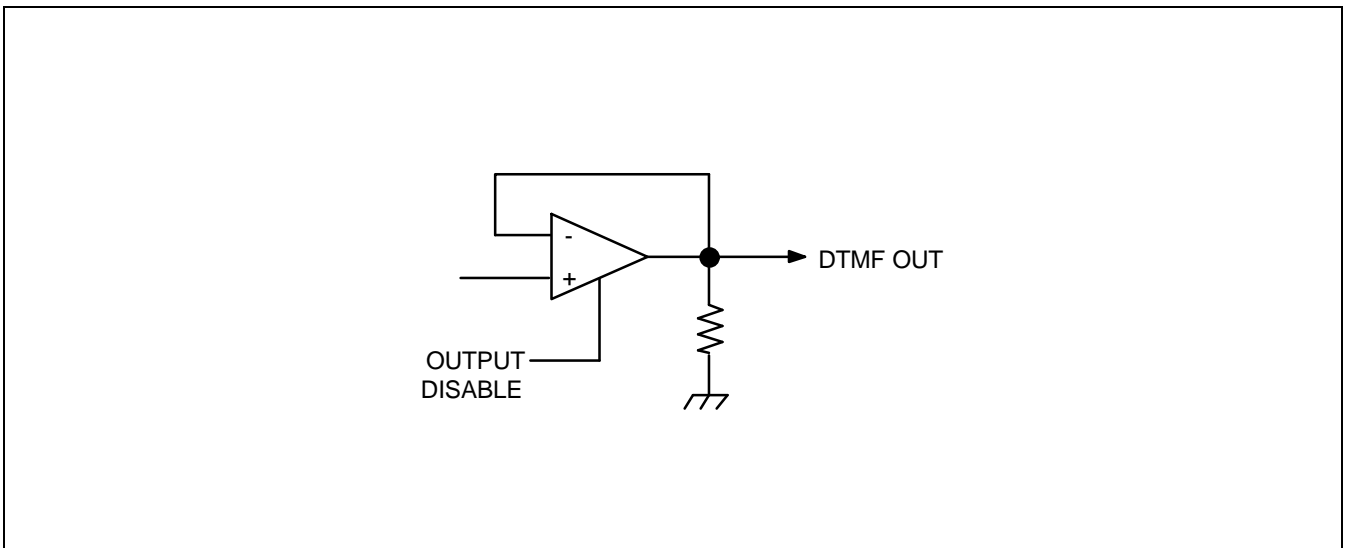 -
+
DTMF OUT
OUTPUT
DISABLE